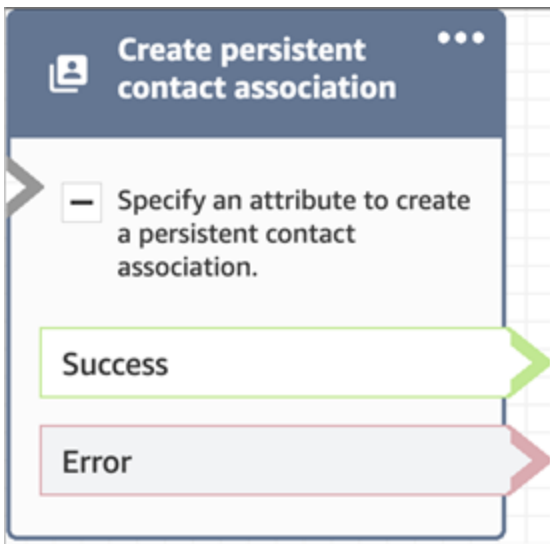 Create persistent
contact association
Specify an attribute to create
a persistent contact
association.
Success
Error